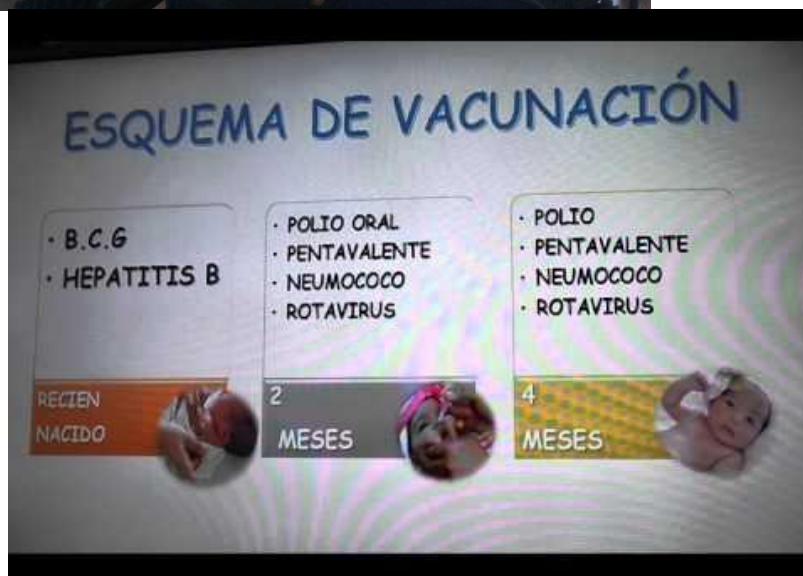 ESQUEMA DE VACUNACIÓN
· B.C.G
· HEPATITIS B
RECIEN
NACIDO
· POLIO ORAL
· PENTAVALENTE
· NEUMOCOCO
· ROTAVIRUS
2
MESES
· POLIO
· PENTAVALENTE
· NEUMOCOCO
· ROTAVIRUS
4
MESES